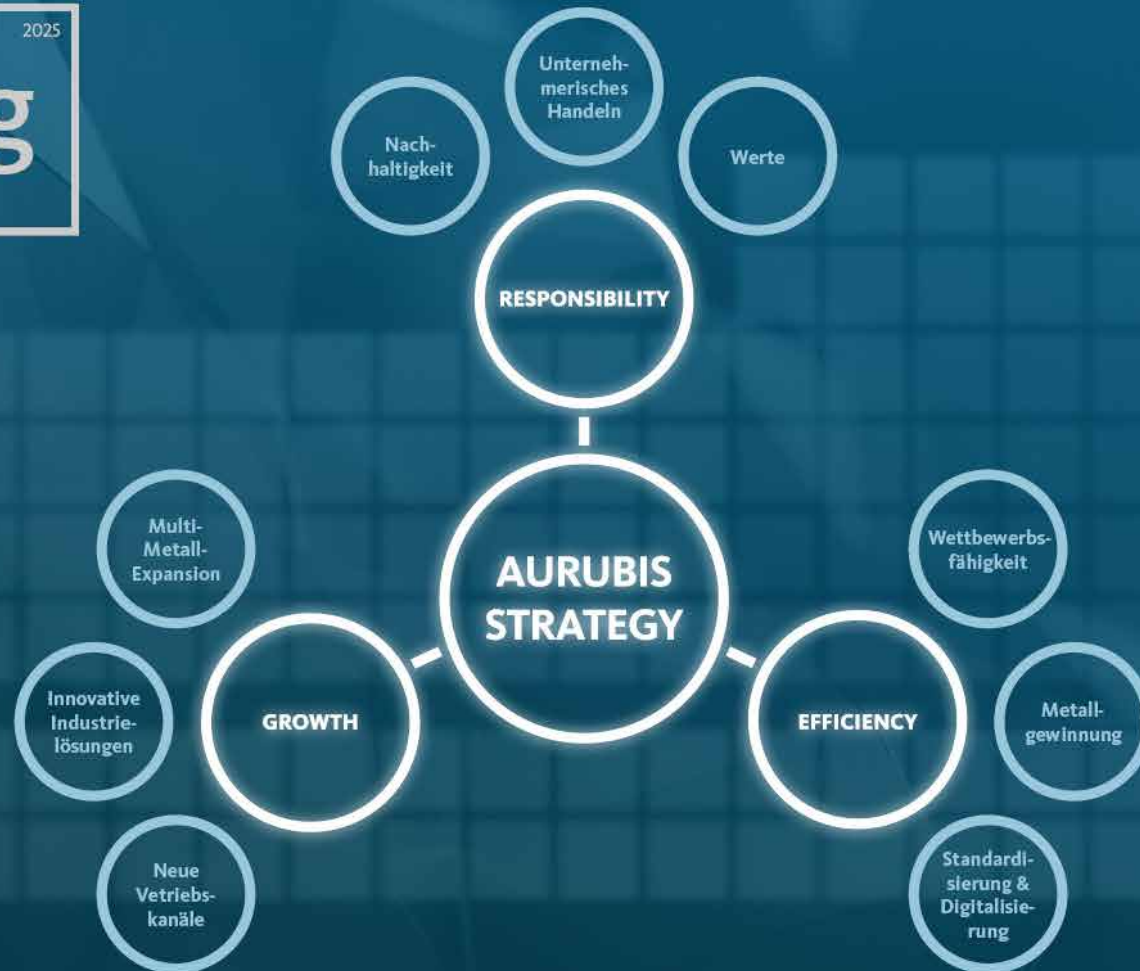 2025
g
Unterneh-
merisches
Handeln
Nach-
haltigkeit
Werte
RESPONSIBILITY
AURUBIS
STRATEGY
Multi-
Metall-
Expansion
Innovative
Industrie-
lösungen
GROWTH
Neue
Vetriebs-
kanäle
Wettbewerbs-
fähigkeit
EFFICIENCY
Metall-
gewinnung
Standardi-
sierung &
Digitalisie-
rung